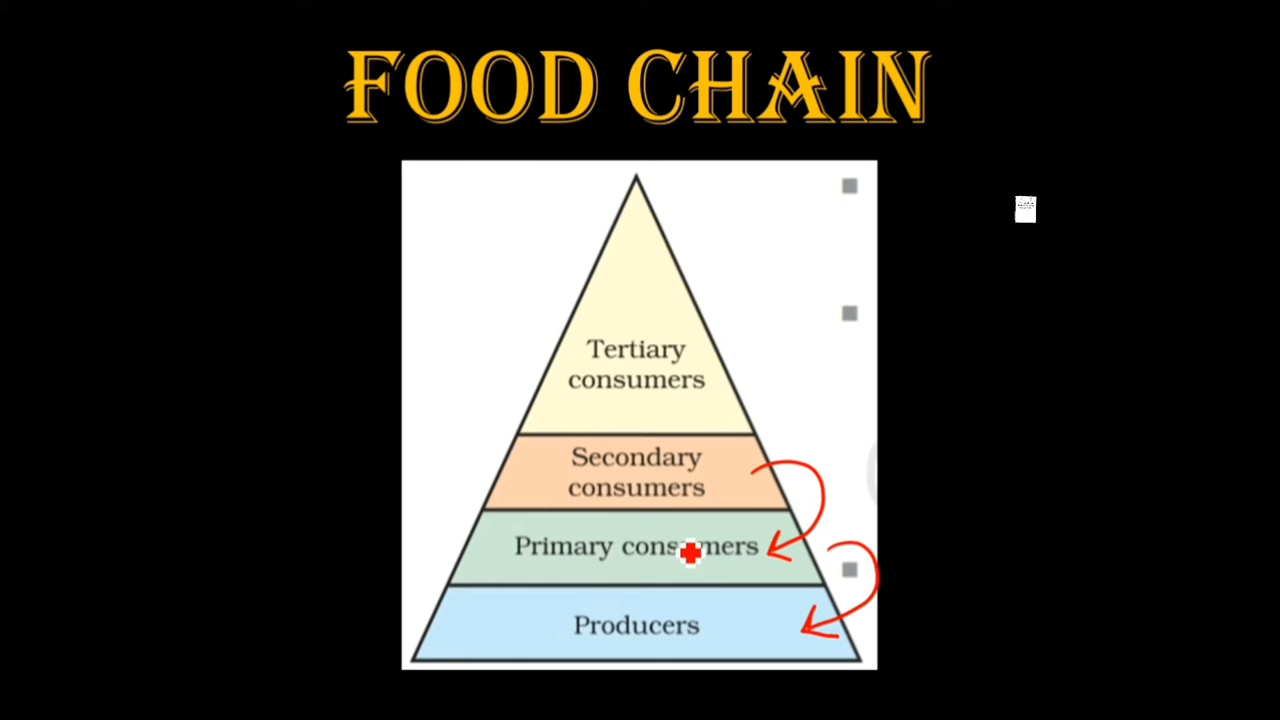 FOOD CHAIN
Tertiary
consumers
Secondary
consumers
Primary consumers
Producers